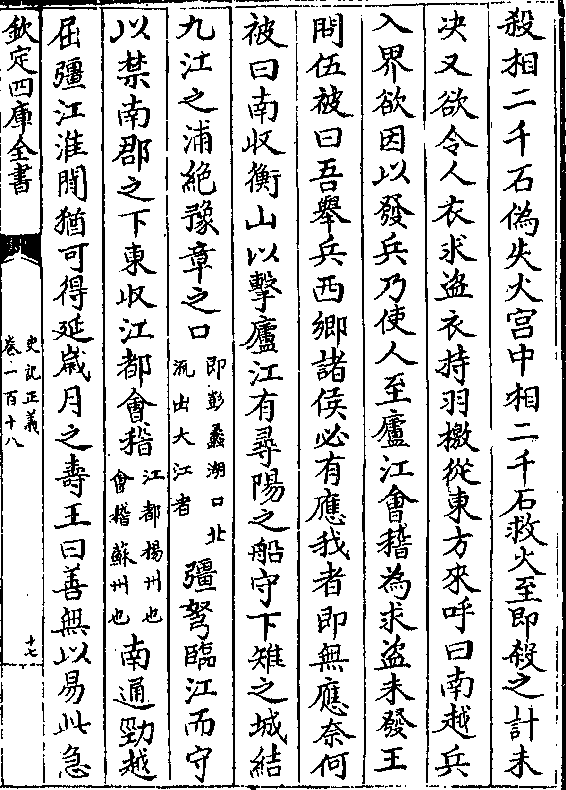 殺相二千石偽失火宫中相二千石救火至即殺之計未
决又欲令人衣求盗衣持羽檄從東方來呼曰南越兵
入界欲因以發兵乃使人至廬江會稽為求盗未發王
問伍被曰吾舉兵西鄉諸侯必有應我者即無應奈何
被曰南收衡山以擊廬江有尋陽之船守下雉之城結
九江之浦絶豫章之口即彭蠡湖口北流出大江者彊弩臨江而守
以禁南郡之下東收江都會稽江都楊州也會稽蘇州也南通勁越
屈彊江淮閒猶可得延嵗月之壽王曰善無以易此急
欽定四庫全書
史記正義
卷一百十八
十七